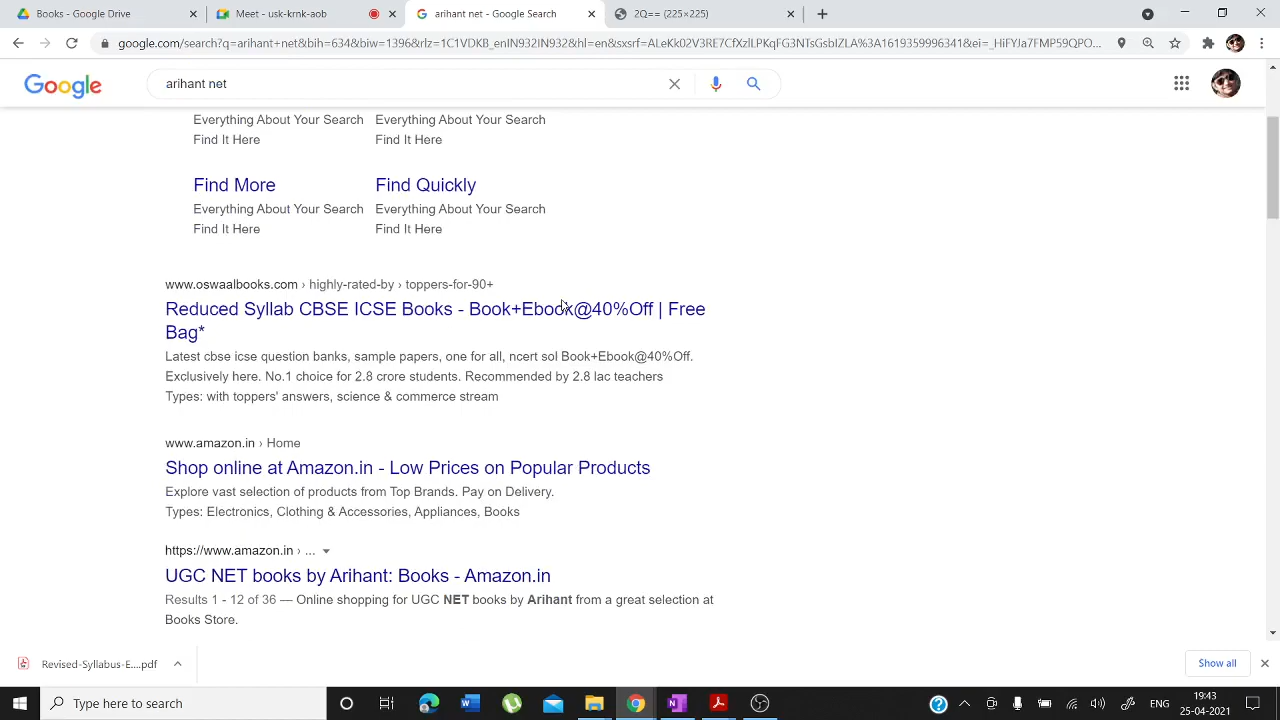 Books - Google Drive
Meet - usk-krnk-aob
arihant net - Google Search
2Q== (225×225)
google.com/search?q=arihant+net&bih=634&biw=1396&rlz=1C1VDKB_enIN932IN932&hl=en&sxsrf=ALeKk02V3RE7CfXzILPKqFG3NTsGsbIZLA%3A1619359996341&ei=_HiFYJa7FMP59QPO...
Google
arihant net
Everything About Your Search
Find It Here
Everything About Your Search
Find It Here
Find More
Everything About Your Search
Find It Here
Find Quickly
Everything About Your Search
Find It Here
www.oswaalbooks.com › highly-rated-by › toppers-for-90+
Reduced Syllab CBSE ICSE Books - Book+Ebook@40%Off | Free
Bag*
Latest cbse icse question banks, sample papers, one for all, ncert sol Book+Ebook@40%Off.
Exclusively here. No.1 choice for 2.8 crore students. Recommended by 2.8 lac teachers
Types: with toppers' answers, science & commerce stream
www.amazon.in › Home
Shop online at Amazon.in - Low Prices on Popular Products
Explore vast selection of products from Top Brands. Pay on Delivery.
Types: Electronics, Clothing & Accessories, Appliances, Books
https://www.amazon.in › ...
UGC NET books by Arihant: Books - Amazon.in
Results 1 - 12 of 36 — Online shopping for UGC NET books by Arihant from a great selection at
Books Store.
Revised-Syllabus-E....pdf
Show all
Type here to search
ENG
19:43
25-04-2021